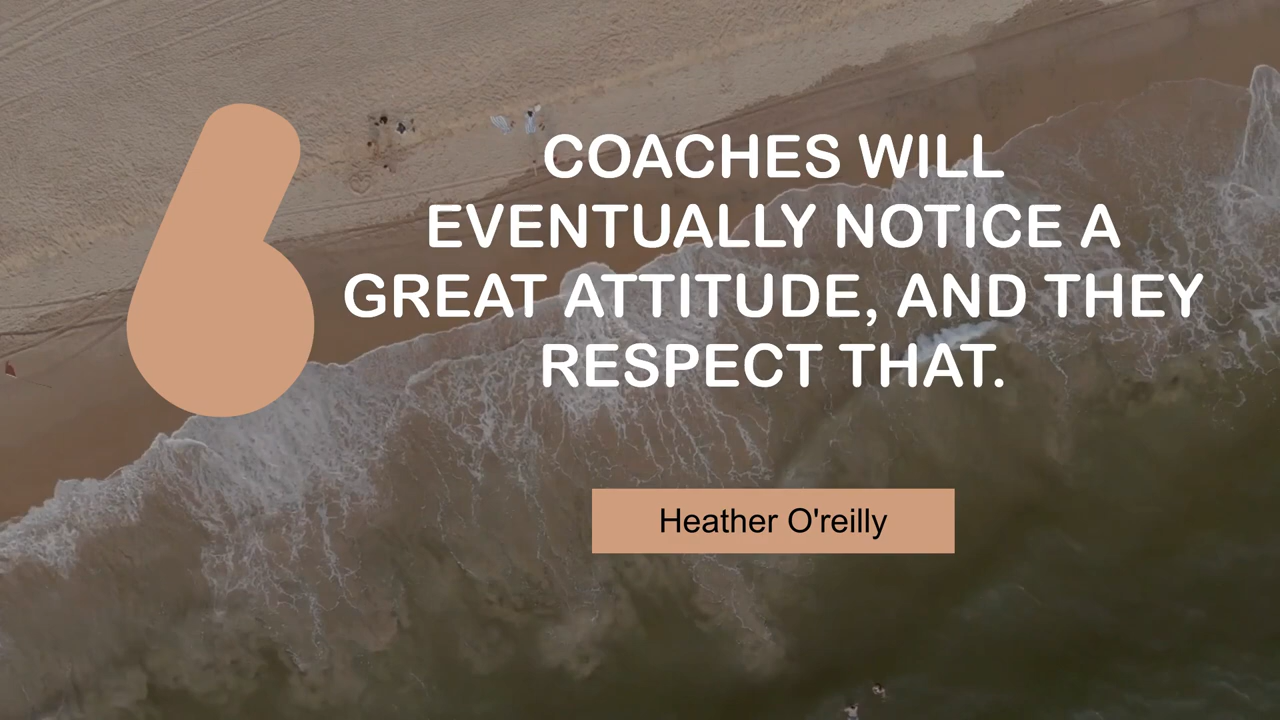 COACHES WILL
EVENTUALLY NOTICE A
GREAT ATTITUDE, AND THEY
RESPECT THAT.
Heather O'reilly